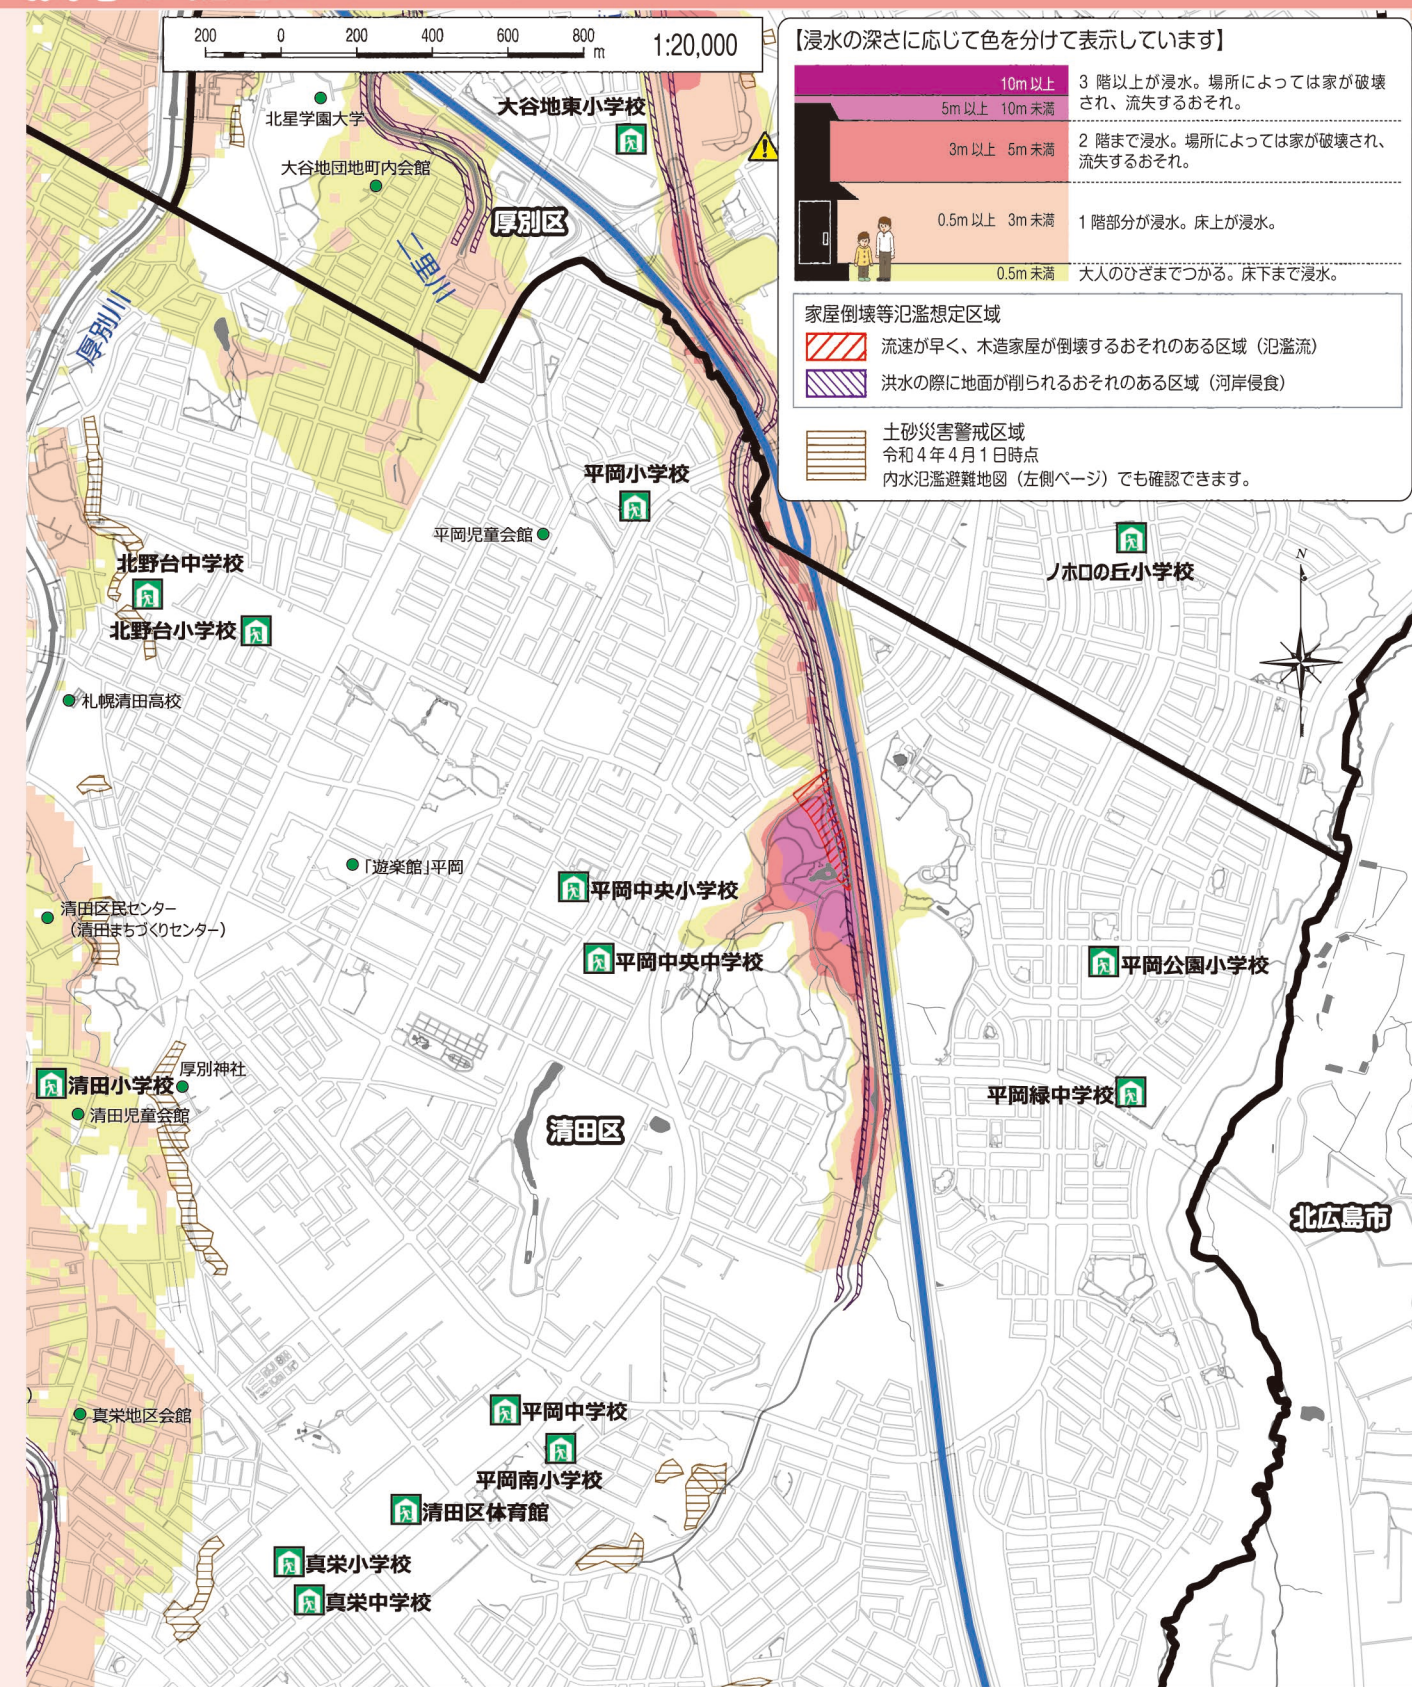 200 0 200 400 600 800 m 1:20,000
【浸水の深さに応じて色を分けて表示しています】
10m以上
3 階以上が浸水。場所によっては家が破壊
され、流失するおそれ。
5m以上 10m未満
3m以上 5m未満
2 階まで浸水。場所によっては家が破壊され、
流失するおそれ。
0.5m以上 3m未満
1 階部分が浸水。床上が浸水。
0.5m未満
大人のひざまでつかる。床下まで浸水。
家屋倒壊等氾濫想定区域
流速が早く、木造家屋が倒壊するおそれのある区域（氾濫流）
洪水の際に地面が削られるおそれのある区域（河岸侵食）
土砂災害警戒区域
令和4年4月1日時点
内水氾濫避難地図（左側ページ）でも確認できます。
北星学園大学
大谷地東小学校
大谷地団地町内会館
厚別区
二里川
厚別川
平岡小学校
平岡児童会館
ノホロの丘小学校
N
北野台中学校
北野台小学校
札幌清田高校
「遊楽館」平岡
平岡中央小学校
清田区民センター
（清田まちづくりセンター）
平岡中央中学校
平岡公園小学校
厚別神社
清田小学校
清田児童会館
平岡緑中学校
清田区
北広島市
真栄地区会館
平岡中学校
平岡南小学校
清田区体育館
真栄小学校
真栄中学校